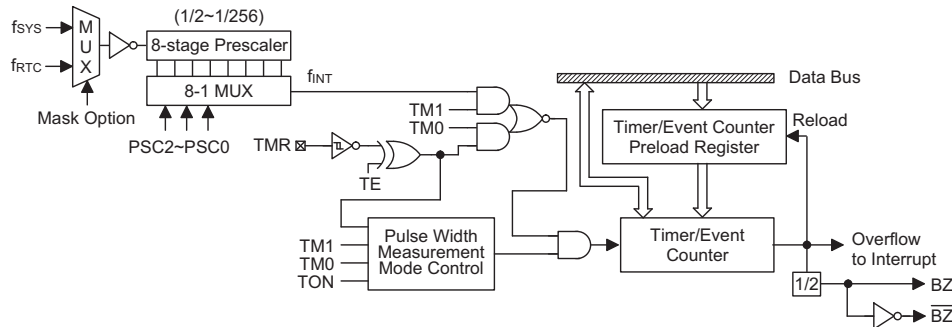 (1/2~1/256)
fSYS
fRTC
M
U
X
Mask Option
8-stage Prescaler
8-1 MUX
PSC2~PSC0
fINT
TM1
TM0
TMR
TE
TM1
TM0
TON
Pulse Width
Measurement
Mode Control
Data Bus
Timer/Event Counter
Preload Register
Reload
Timer/Event
Counter
Overflow
to Interrupt
1/2
BZ
B̅Z̅